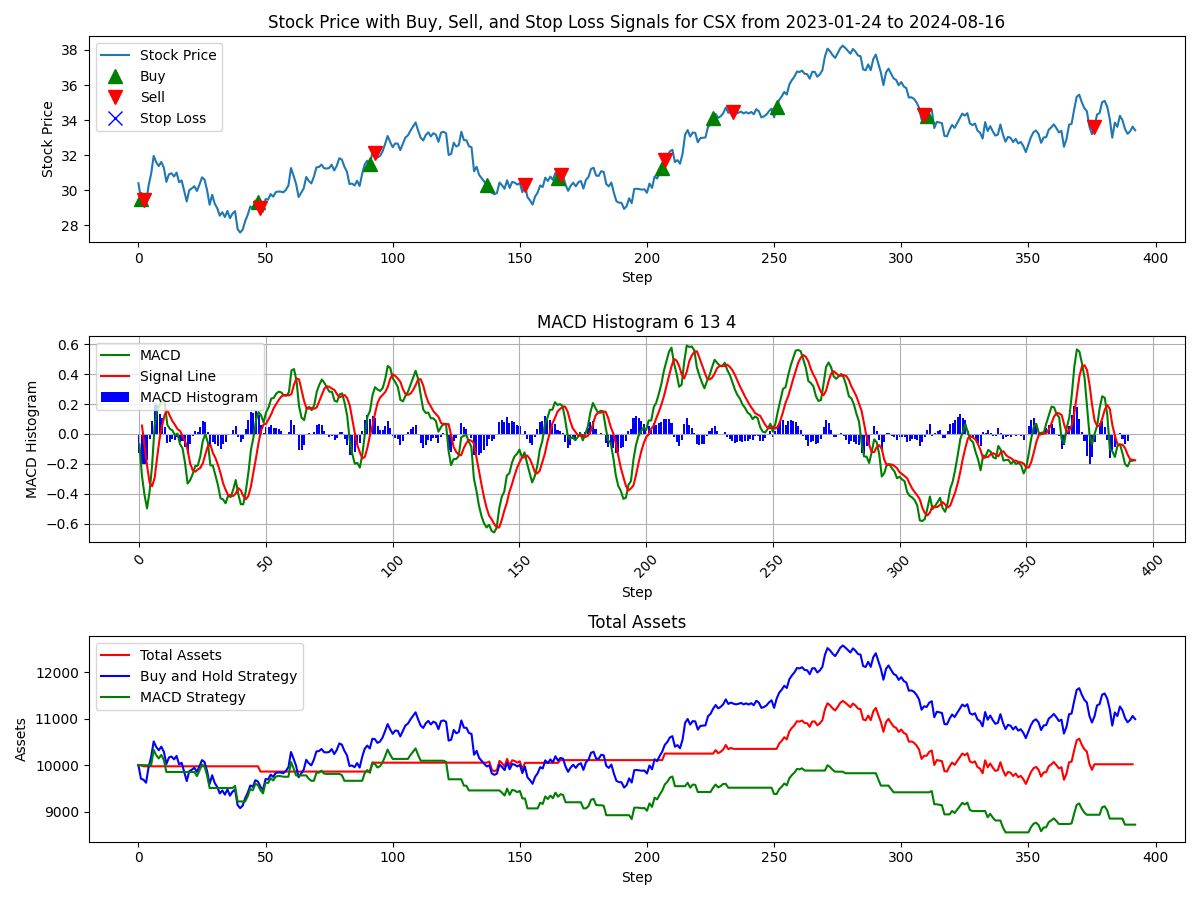 Stock Price with Buy, Sell, and Stop Loss Signals for CSX from 2023-01-24 to 2024-08-16
Stock Price
Buy
Sell
Stop Loss
Stock Price
38
36
34
32
30
28
0 50 100 150 200 250 300 350 400
Step
MACD Histogram 6 13 4
MACD
Signal Line
MACD Histogram
MACD Histogram
0.6
0.4
0.2
0.0
−0.2
−0.4
−0.6
0 50 100 150 200 250 300 350 400
Step
Total Assets
Total Assets
Buy and Hold Strategy
MACD Strategy
Assets
12000
11000
10000
9000
0 50 100 150 200 250 300 350 400
Step